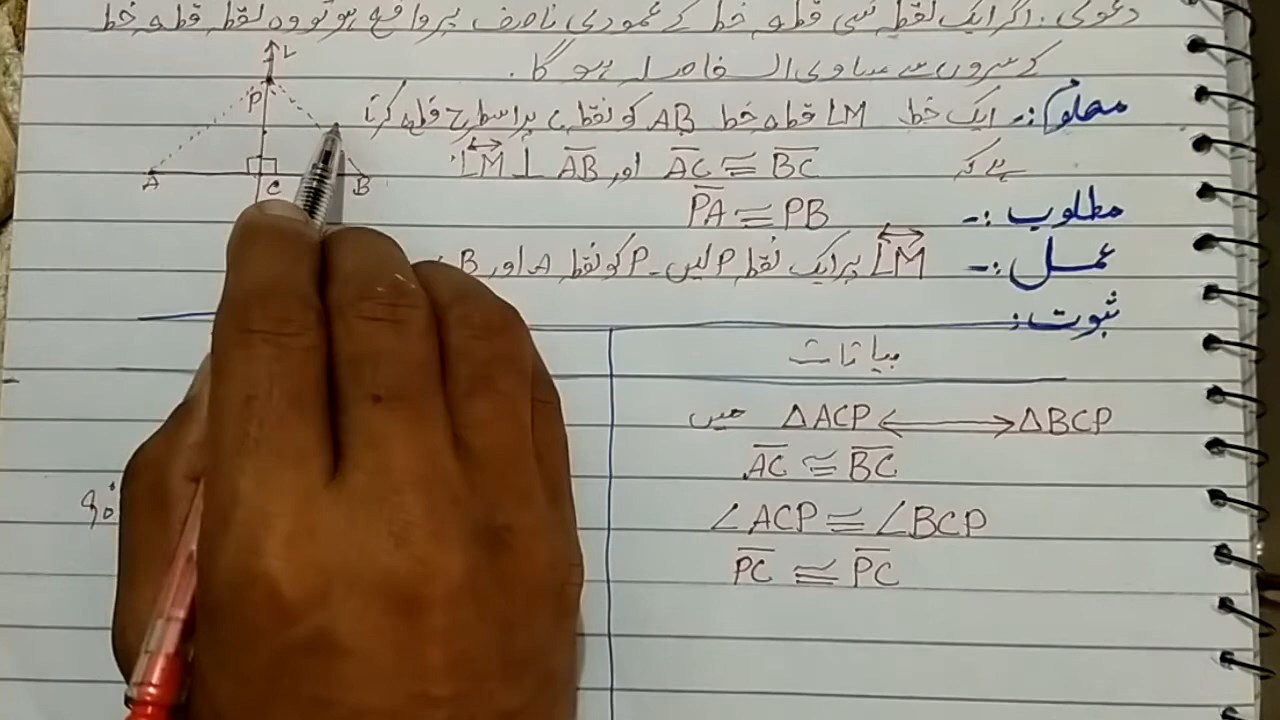 دعویٰ: اگر ایک نقطہ کسی قطعہ خط کے عمودی ناصف پر واقع ہو تو وہ نقطہ قطعہ خط
کے سروں سے مساوی الفاصلہ ہو گا۔
معلوم:- ایک خط LM قطعہ خط AB کو نقطہ C پر اسطرح قطع کرتا
ہے کہ AC ≅ BC اور LM ⊥ AB
مطلوب:- PA ≅ PB
عمل:- LM پر ایک نقطہ P لیں۔ P کو نقطہ A اور B
ثبوت:
بیانات
ΔACP ↔ ΔBCP میں
AC ≅ BC
∠ACP ≅ ∠BCP
PC ≅ PC
90°
L
P
A
C
B